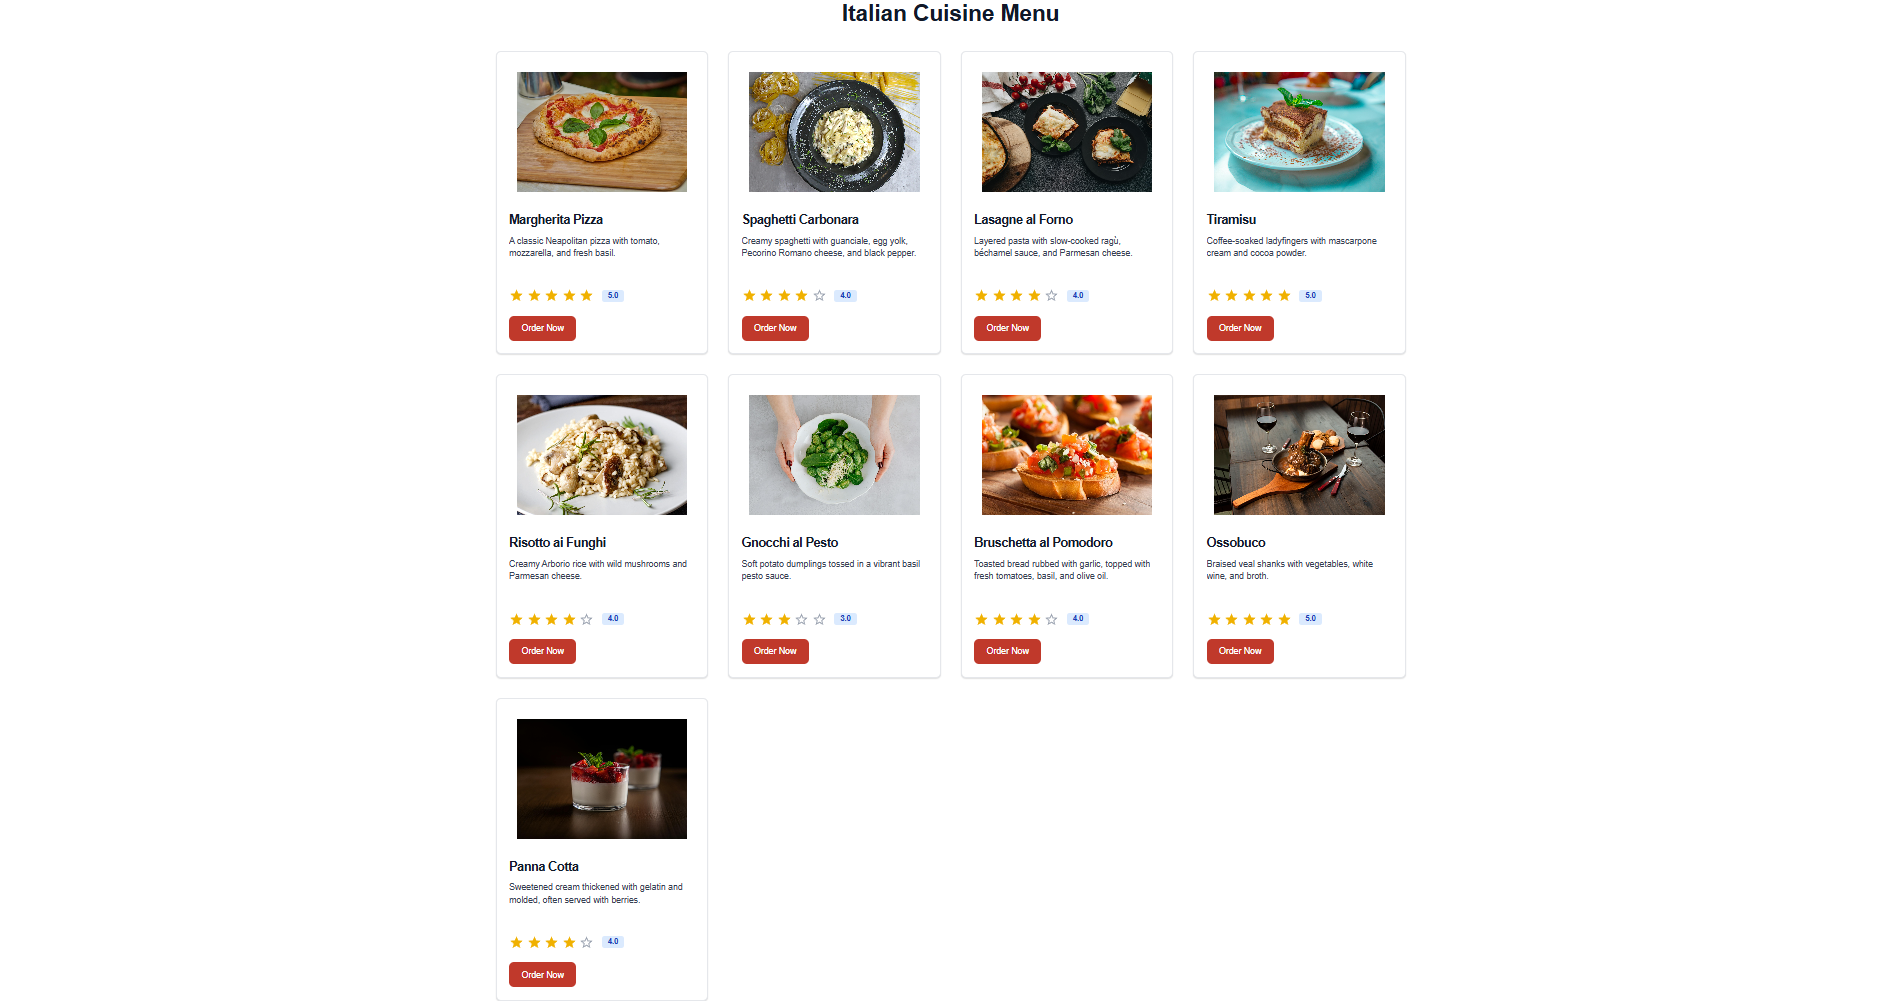 Italian Cuisine Menu
Margherita Pizza
A classic Neapolitan pizza with tomato,
mozzarella, and fresh basil.
5.0
Order Now
Spaghetti Carbonara
Creamy spaghetti with guanciale, egg yolk,
Pecorino Romano cheese, and black pepper.
4.0
Order Now
Lasagne al Forno
Layered pasta with slow-cooked ragù,
béchamel sauce, and Parmesan cheese.
4.0
Order Now
Tiramisu
Coffee-soaked ladyfingers with mascarpone
cream and cocoa powder.
5.0
Order Now
Risotto ai Funghi
Creamy Arborio rice with wild mushrooms and
Parmesan cheese.
4.0
Order Now
Gnocchi al Pesto
Soft potato dumplings tossed in a vibrant basil
pesto sauce.
3.0
Order Now
Bruschetta al Pomodoro
Toasted bread rubbed with garlic, topped with
fresh tomatoes, basil, and olive oil.
4.0
Order Now
Ossobuco
Braised veal shanks with vegetables, white
wine, and broth.
5.0
Order Now
Panna Cotta
Sweetened cream thickened with gelatin and
molded, often served with berries.
4.0
Order Now